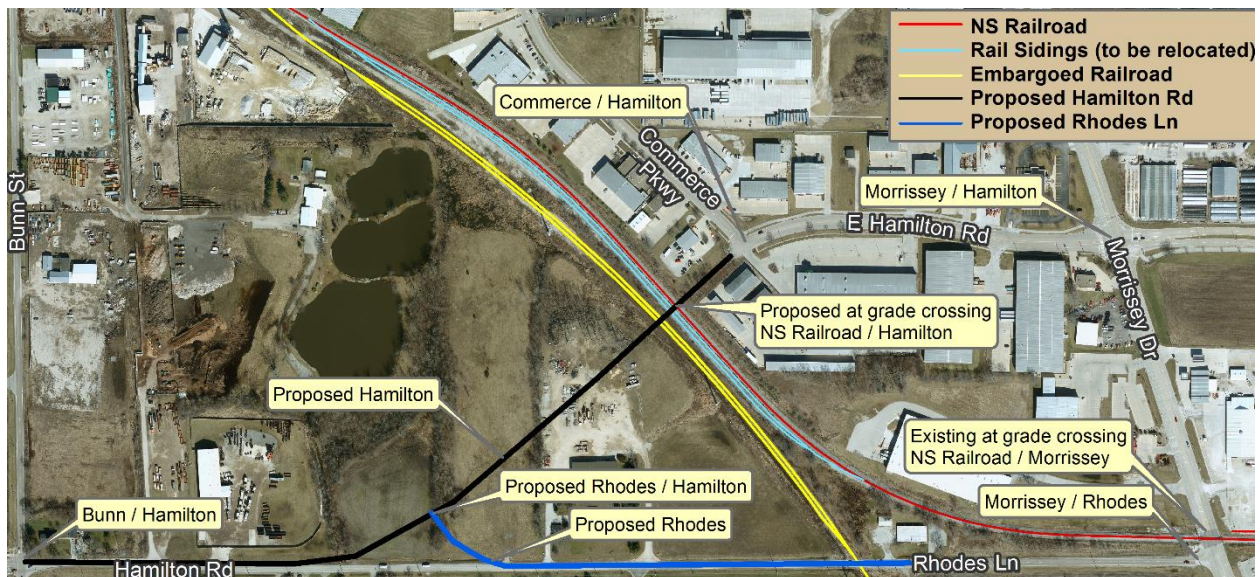 NS Railroad
Rail Sidings (to be relocated)
Embargoed Railroad
Proposed Hamilton Rd
Proposed Rhodes Ln
Commerce / Hamilton
Commerce
Pkwy
Morrissey / Hamilton
Bunn St
E Hamilton Rd
Morrissey Dr
Proposed at grade crossing
NS Railroad / Hamilton
Proposed Hamilton
Existing at grade crossing
NS Railroad / Morrissey
Proposed Rhodes / Hamilton
Morrissey / Rhodes
Bunn / Hamilton
Proposed Rhodes
Hamilton Rd
Rhodes Ln